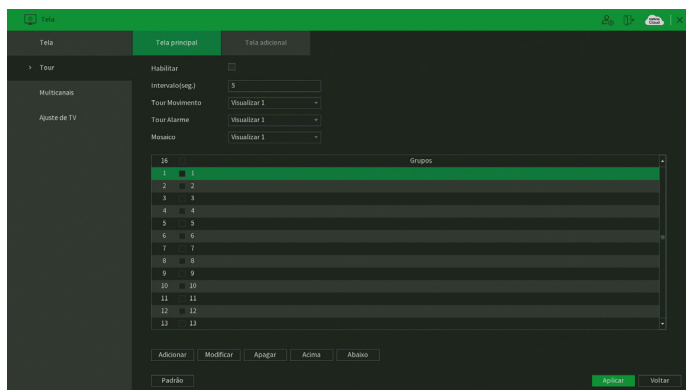 Tela
Tela
> Tour
Multicanais
Ajuste de TV
Tela principal
Tela adicional
Habilitar
Intervalo(seg.) 5
Tour Movimento Visualizar 1
Tour Alarme Visualizar 1
Mosaico Visualizar 1
16 Grupos
1 1
2 2
3 3
4 4
5 5
6 6
7 7
8 8
9 9
10 10
11 11
12 12
13 13
Adicionar Modificar Apagar Acima Abaixo
Padrão Aplicar Voltar